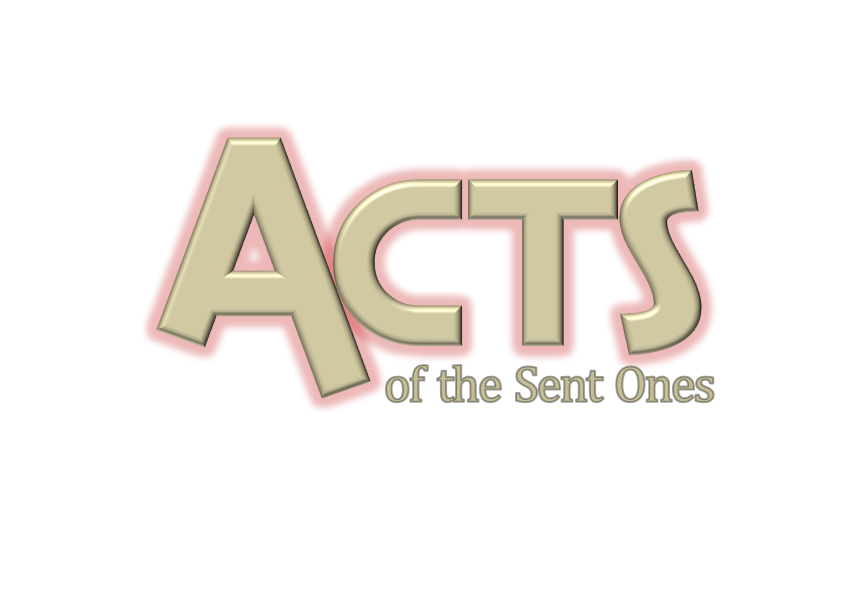 ACTS
of the Sent Ones